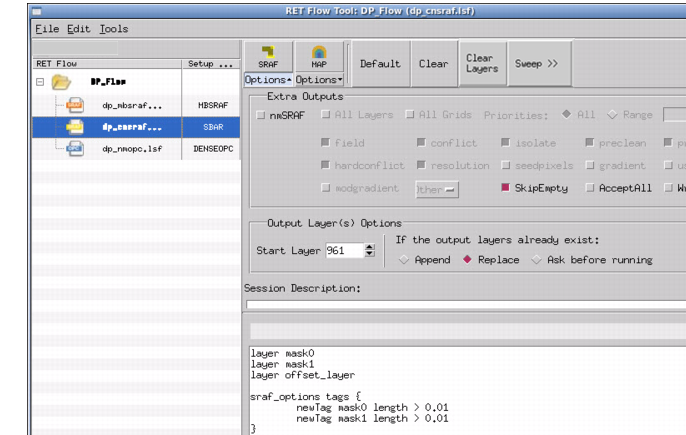 RET Flow Tool: DP_Flow (dp_cnsraf.lsf)
File Edit Tools
RET Flow Setup ...
DP_Flow
dp_mbsraf... MBSRAF
dp_cnsraf... SBAR
dp_nmopc.lsf DENSEOPC
SRAF MAP Default Clear Clear Layers Sweep >>
Options Options
Extra Outputs
nmSRAF All Layers All Grids Priorities: All Range
field conflict isolate preclean
hardconflict resolution seedpixels gradient
modgradient SkipEmpty AcceptAll
Output Layer(s) Options
Start Layer 961 If the output layers already exist:
Append Replace Ask before running
Session Description:
layer mask0
layer mask1
layer offset_layer
sraf_options tags {
newTag mask0 length > 0.01
newTag mask1 length > 0.01
}